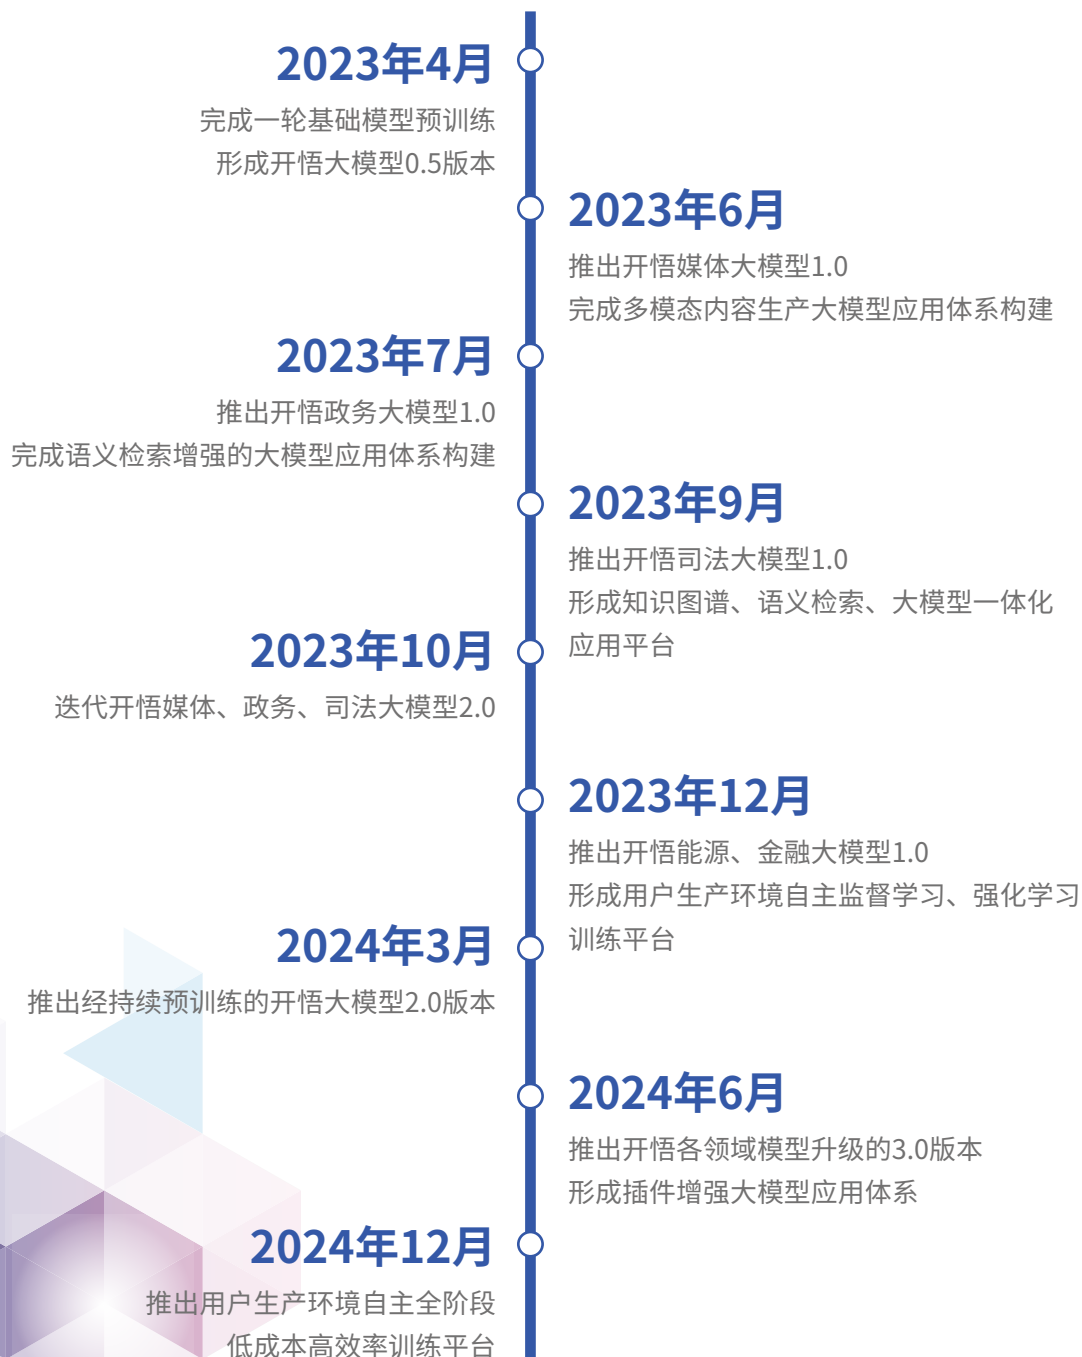 2023年4月
完成一轮基础模型预训练
形成开悟大模型0.5版本
2023年6月
推出开悟媒体大模型1.0
完成多模态内容生产大模型应用体系构建
2023年7月
推出开悟政务大模型1.0
完成语义检索增强的大模型应用体系构建
2023年9月
推出开悟司法大模型1.0
形成知识图谱、语义检索、大模型一体化
应用平台
2023年10月
迭代开悟媒体、政务、司法大模型2.0
2023年12月
推出开悟能源、金融大模型1.0
形成用户生产环境自主监督学习、强化学习
训练平台
2024年3月
推出经持续预训练的开悟大模型2.0版本
2024年6月
推出开悟各领域模型升级的3.0版本
形成插件增强大模型应用体系
2024年12月
推出用户生产环境自主全阶段
低成本高效率训练平台